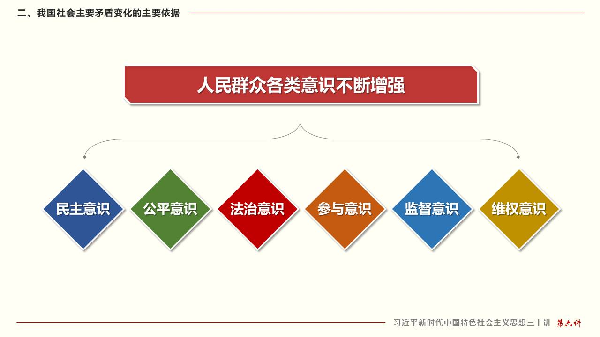 二、我国社会主要矛盾变化的主要依据
人民群众各类意识不断增强
民主意识 公平意识 法治意识 参与意识 监督意识 维权意识
习近平新时代中国特色社会主义思想三十讲 第九讲